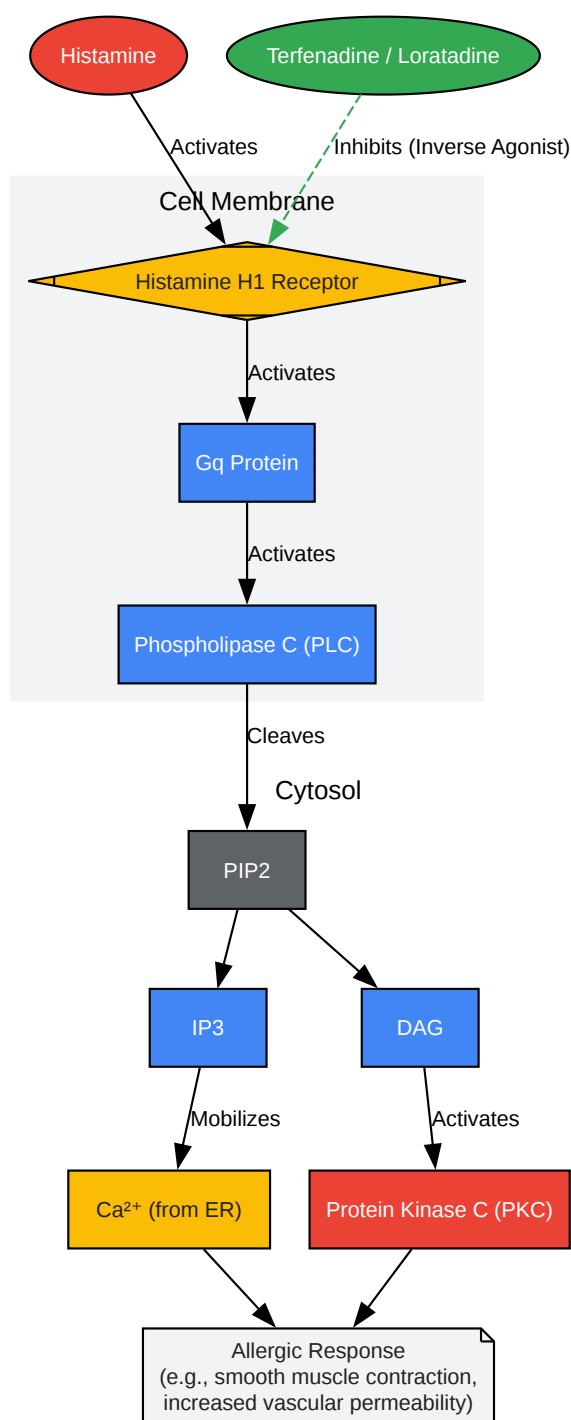 Histamine
Terfenadine / Loratadine
Activates
Inhibits (Inverse Agonist)
Cell Membrane
Histamine H1 Receptor
Activates
Gq Protein
Activates
Phospholipase C (PLC)
Cleaves
Cytosol
PIP2
IP3
DAG
Mobilizes
Activates
Ca²⁺ (from ER)
Protein Kinase C (PKC)
Allergic Response
(e.g., smooth muscle contraction,
increased vascular permeability)